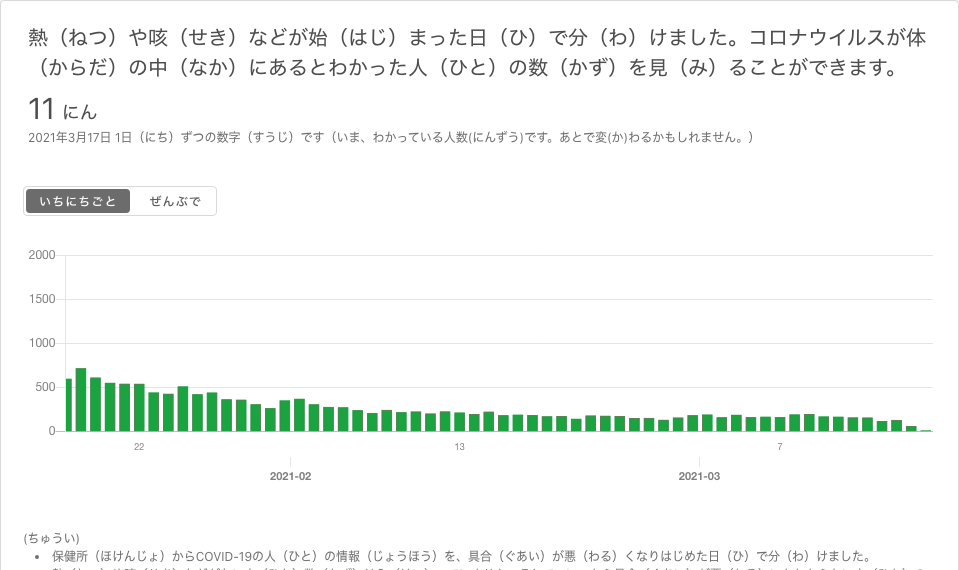 熱（ねつ）や咳（せき）などが始（はじ）まった日（ひ）で分（わ）けました。コロナウイルスが体
（からだ）の中（なか）にあるとわかった人（ひと）の数（かず）を見（み）ることができます。
11 にん
2021年3月17日 1日（にち）ずつの数字（すうじ）です（いま、わかっている人数(にんずう)です。あとで変(か)わるかもしれません。）
いちにちごと ぜんぶで
2000
1500
1000
500
0
22 13 7
2021-02 2021-03
(ちゅうい)
• 保健所（ほけんじょ）からCOVID-19の人（ひと）の情報（じょうほう）を、具合（ぐあい）が悪（わる）くなりはじめた日（ひ）で分（わ）けました。